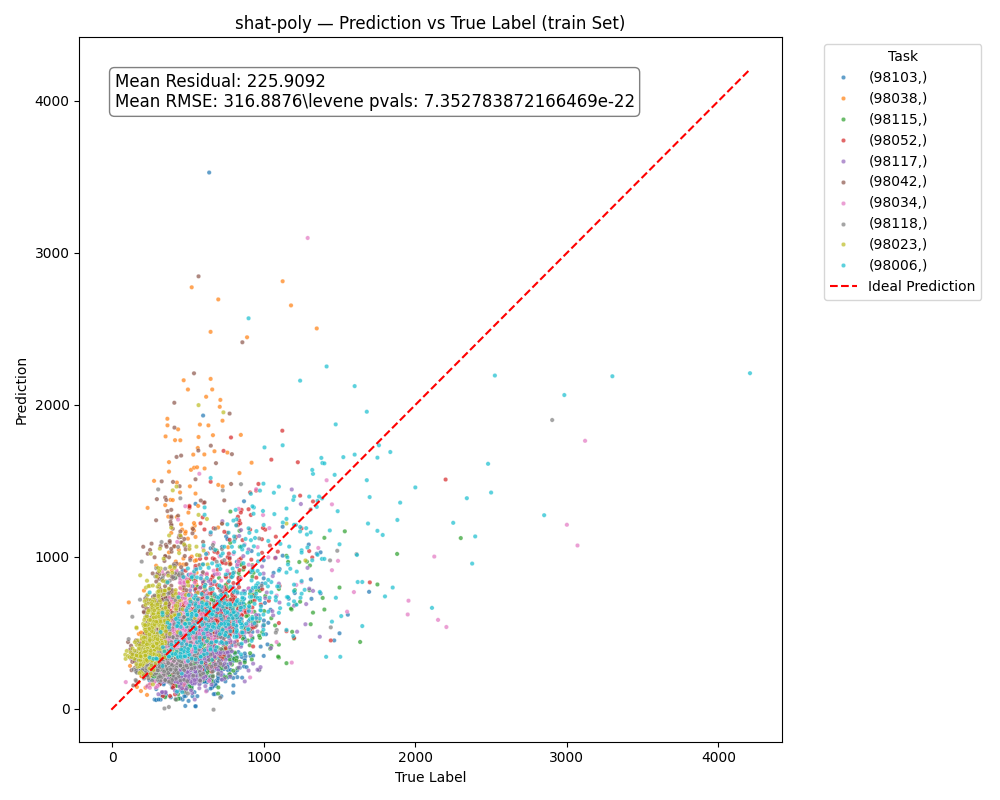 shat-poly — Prediction vs True Label (train Set)
Mean Residual: 225.9092
Mean RMSE: 316.8876\levene pvals: 7.352783872166469e-22
Task
(98103,)
(98038,)
(98115,)
(98052,)
(98117,)
(98042,)
(98034,)
(98118,)
(98023,)
(98006,)
Ideal Prediction
Prediction
4000
3000
2000
1000
0
0 1000 2000 3000 4000
True Label